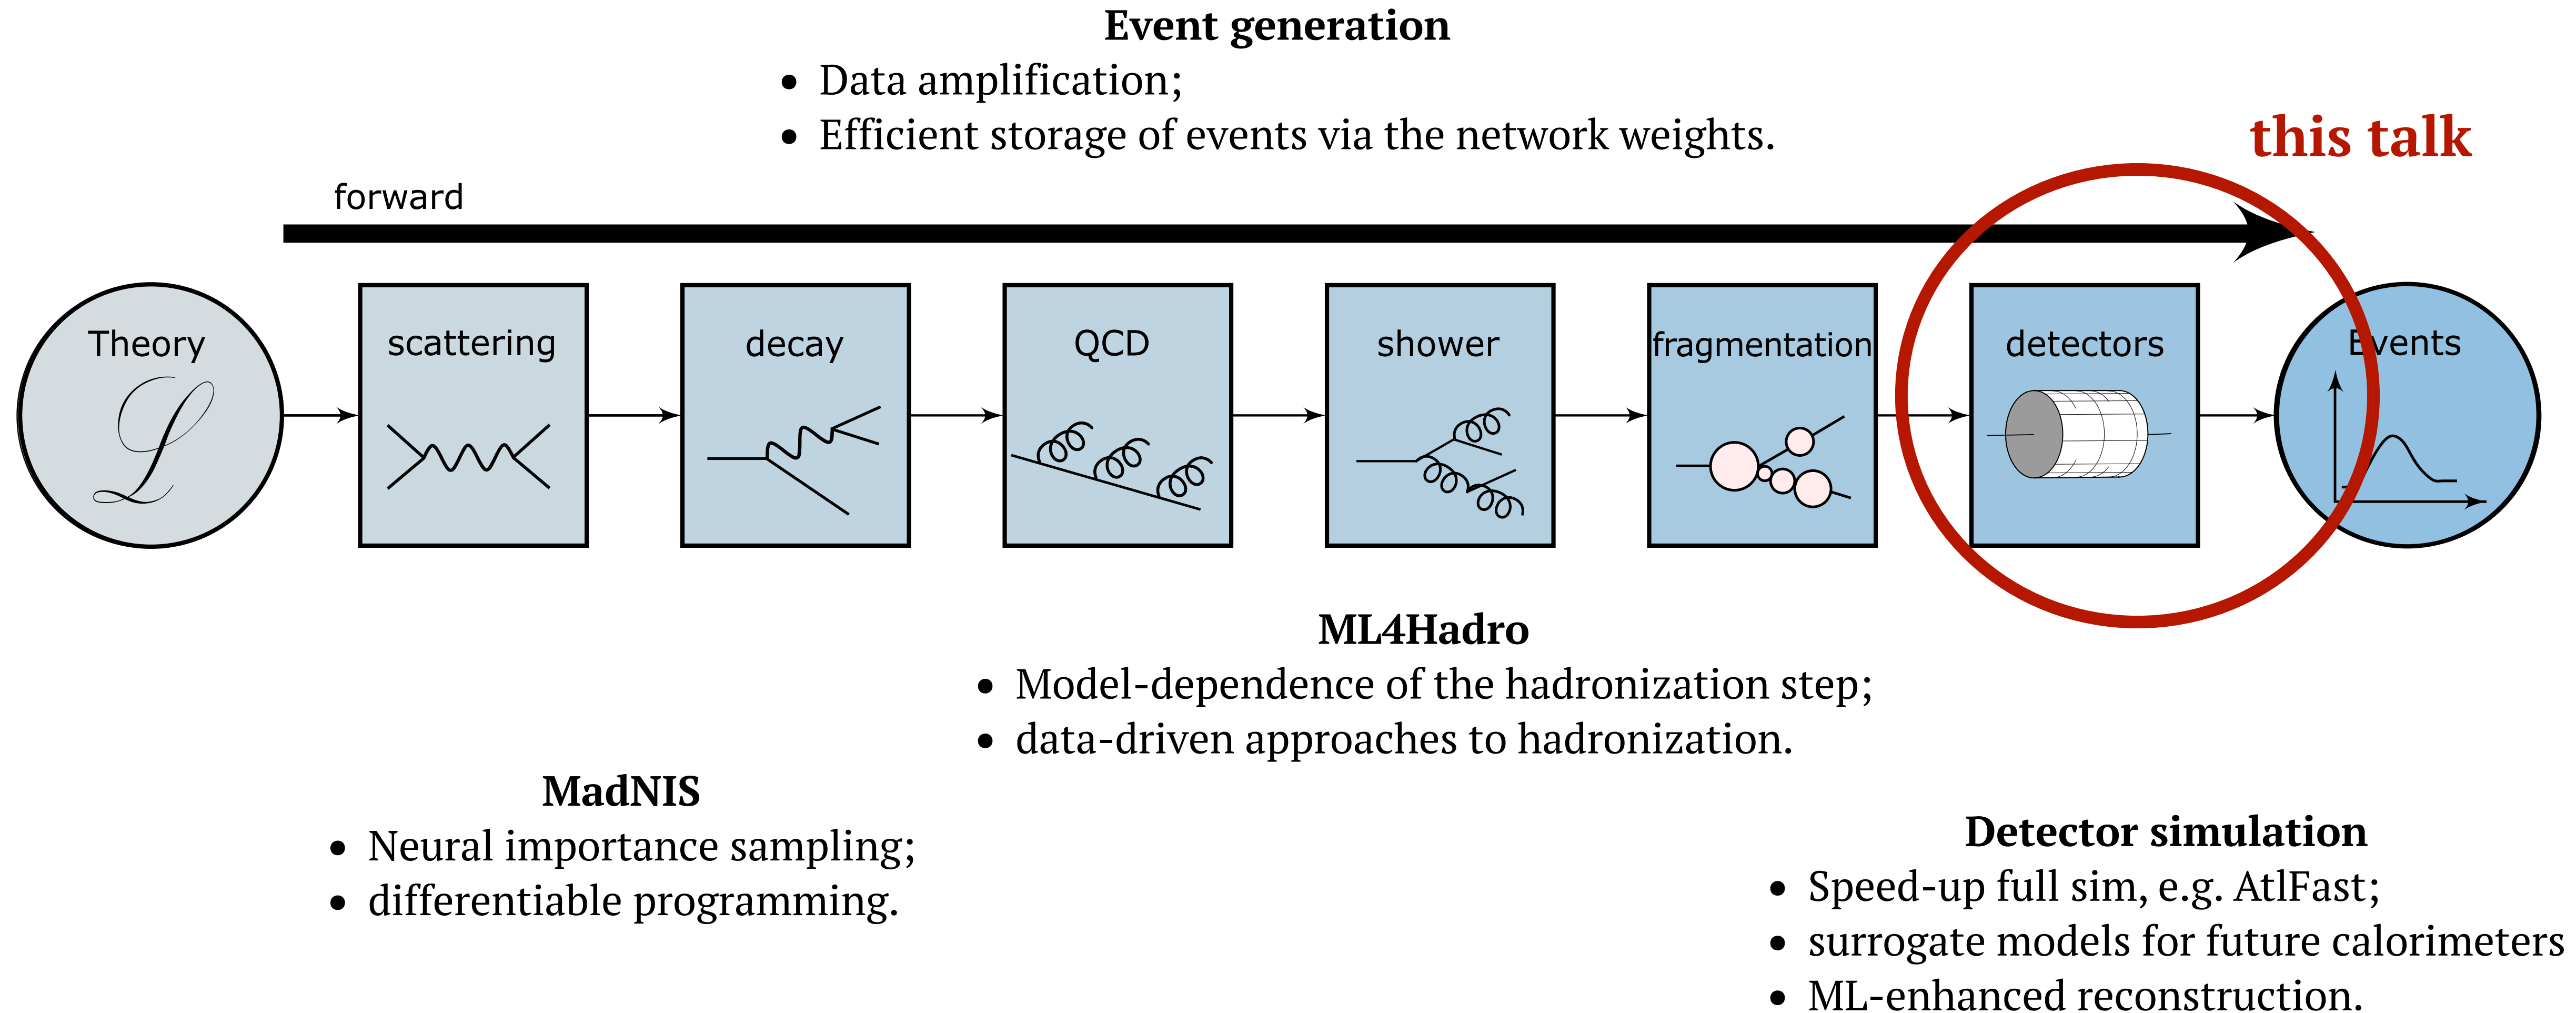 Event generation
• Data amplification;
• Efficient storage of events via the network weights.
this talk
forward
Theory
ℒ
scattering
decay
QCD
shower
fragmentation
detectors
Events
ML4Hadro
• Model-dependence of the hadronization step;
• data-driven approaches to hadronization.
MadNIS
• Neural importance sampling;
• differentiable programming.
Detector simulation
• Speed-up full sim, e.g. AtlFast;
• surrogate models for future calorimeters
• ML-enhanced reconstruction.